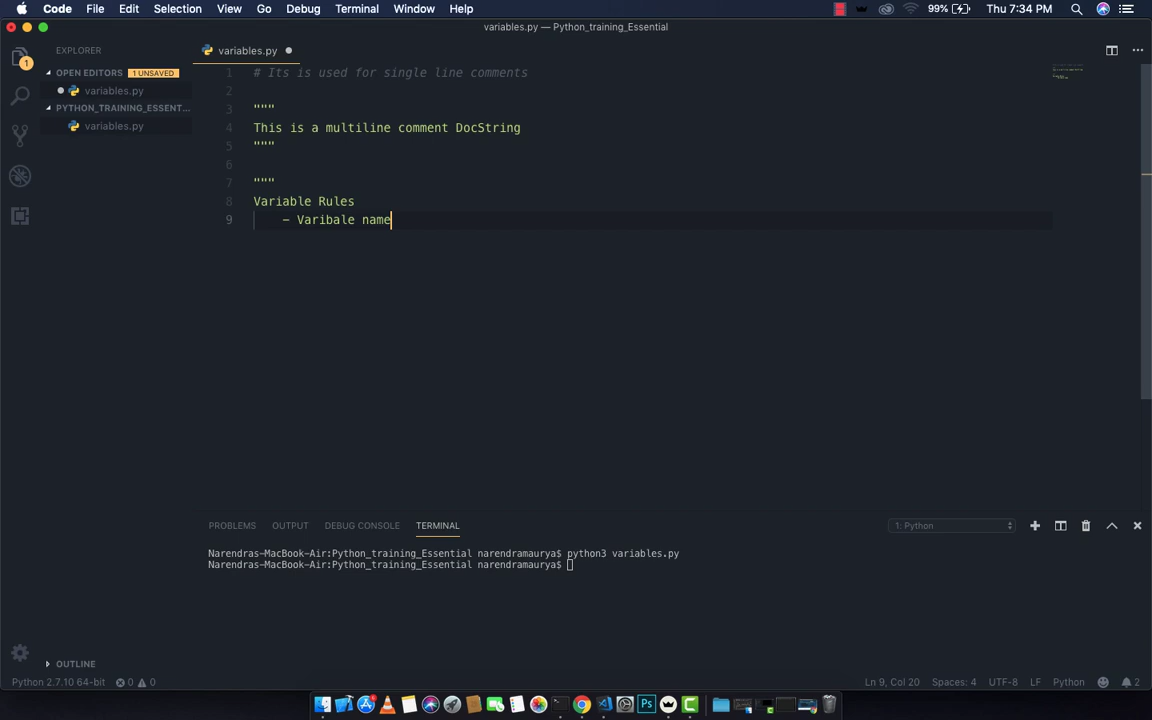 Code File Edit Selection View Go Debug Terminal Window Help 99% Thu 7:34 PM
variables.py — Python_training_Essential
EXPLORER
variables.py
OPEN EDITORS 1 UNSAVED
1
variables.py
PYTHON_TRAINING_ESSENT...
variables.py
1 # Its is used for single line comments
2
3 """
4 This is a multiline comment DocString
5 """
6
7 """
8 Variable Rules
9 - Varibale name
PROBLEMS OUTPUT DEBUG CONSOLE TERMINAL 1: Python
Narendras-MacBook-Air:Python_training_Essential narendramaurya$ python3 variables.py
Narendras-MacBook-Air:Python_training_Essential narendramaurya$
OUTLINE
Python 2.7.10 64-bit 0 0 Ln 9, Col 20 Spaces: 4 UTF-8 LF Python 2
Ps